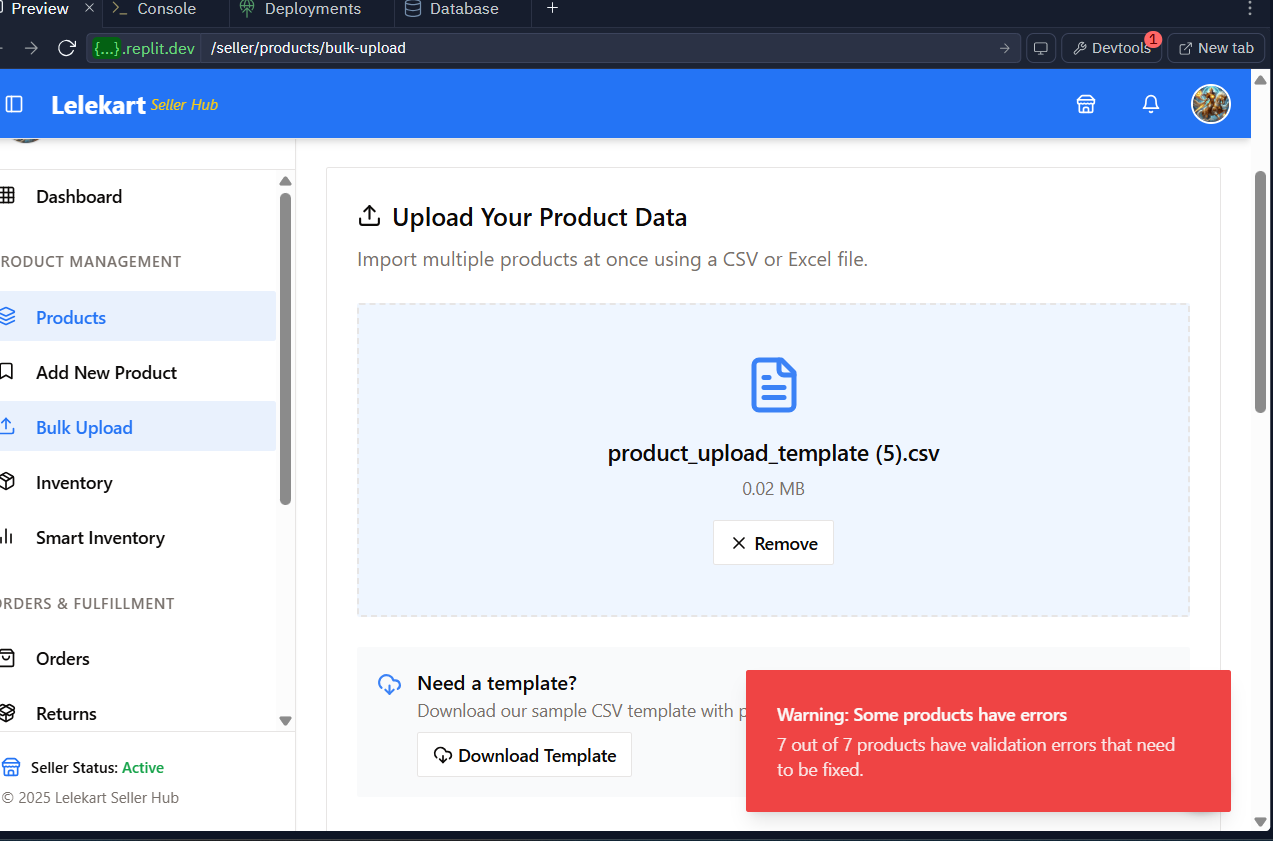 Preview
Console
Deployments
Database
{...}.replit.dev /seller/products/bulk-upload
Devtools
1
New tab
Lelekart Seller Hub
Dashboard
RODUCT MANAGEMENT
Products
Add New Product
Bulk Upload
Inventory
Smart Inventory
ORDERS & FULFILLMENT
Orders
Returns
Seller Status: Active
© 2025 Lelekart Seller Hub
Upload Your Product Data
Import multiple products at once using a CSV or Excel file.
product_upload_template (5).csv
0.02 MB
Remove
Need a template?
Download our sample CSV template with p
Download Template
Warning: Some products have errors
7 out of 7 products have validation errors that need
to be fixed.